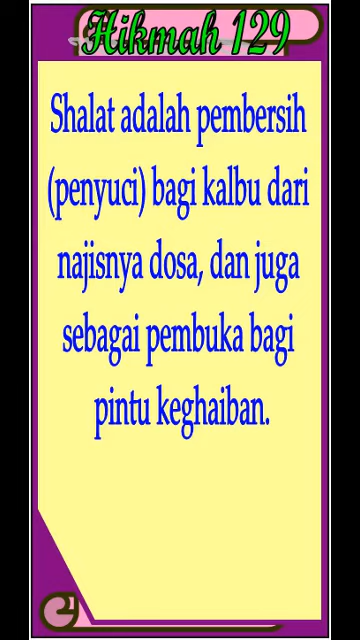 Hikmah 129
Shalat adalah pembersih
(penyuci) bagi kalbu dari
najisnya dosa, dan juga
sebagai pembuka bagi
pintu keghaiban.